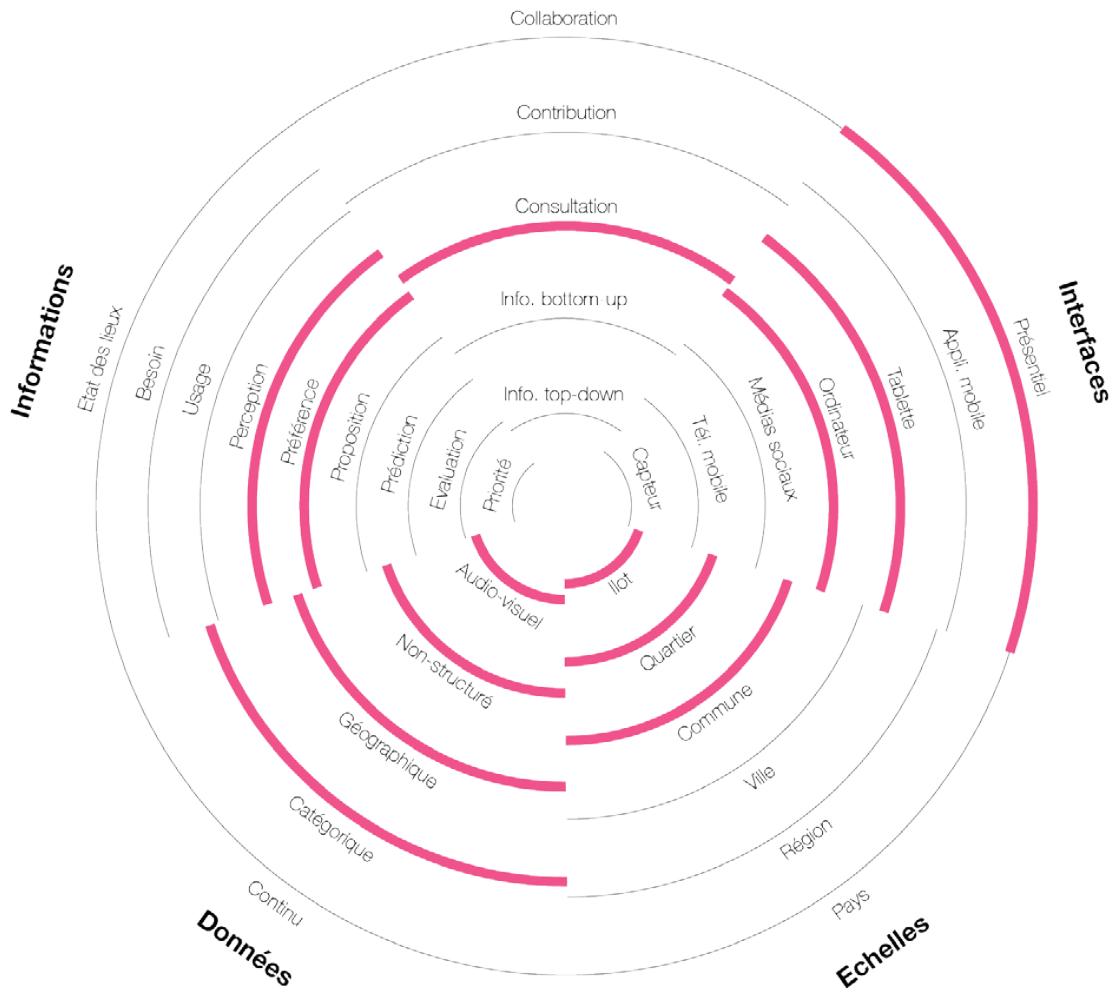 Collaboration
Contribution
Consultation
Info. bottom up
Info. top-down
Informations
Etat des lieux
Besoin
Usage
Perception
Préférence
Proposition
Prédiction
Evaluation
Priorité
Interfaces
Présentiel
Appli. mobile
Tablette
Ordinateur
Médias sociaux
Tél. mobile
Capteur
Audio-visuel
Non-structuré
Géographique
Catégorique
Continu
Données
Ilot
Quartier
Commune
Ville
Région
Pays
Echelles